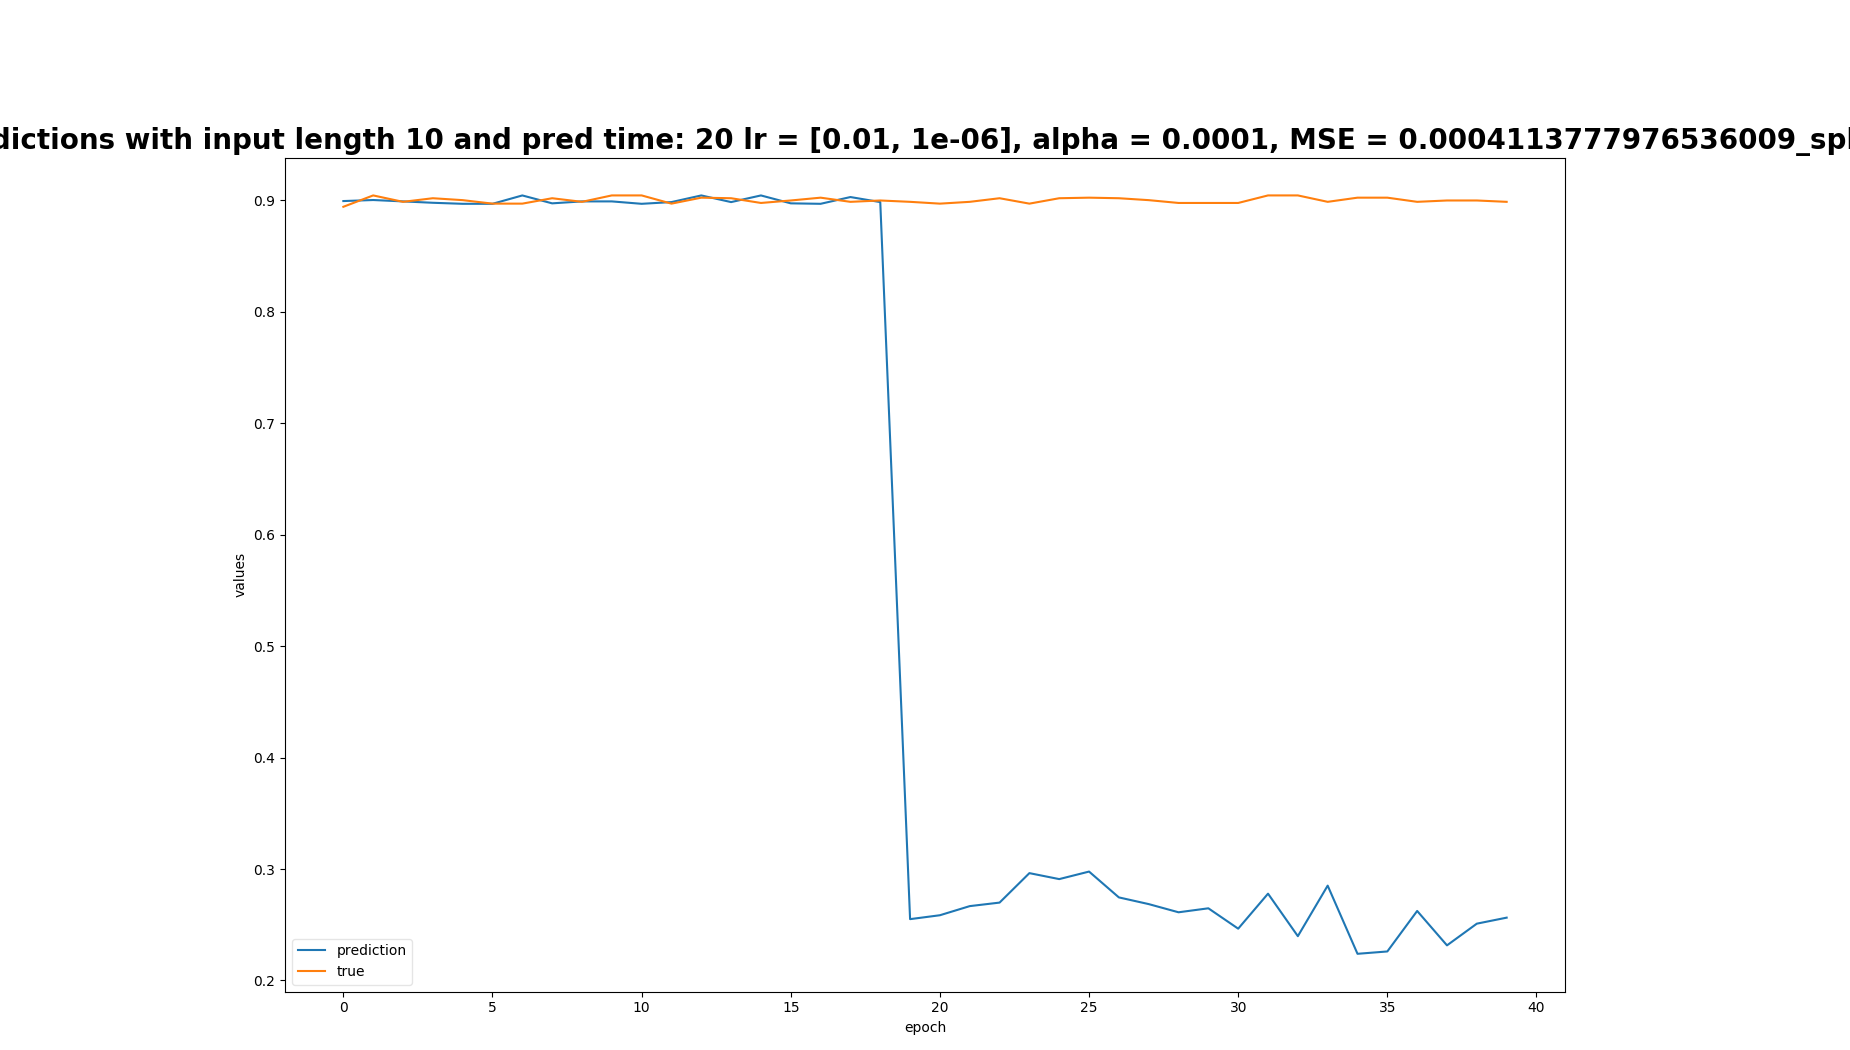 dictions with input length 10 and pred time: 20 lr = [0.01, 1e-06], alpha = 0.0001, MSE = 0.0004113777976536009_spl
0.9
0.8
0.7
0.6
0.5
0.4
0.3
0.2
values
prediction
true
0 5 10 15 20 25 30 35 40
epoch